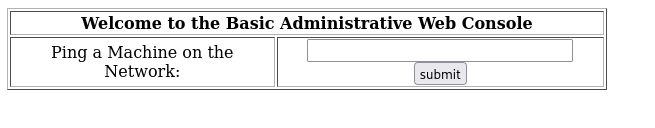 Welcome to the Basic Administrative Web Console
Ping a Machine on the
Network:
submit